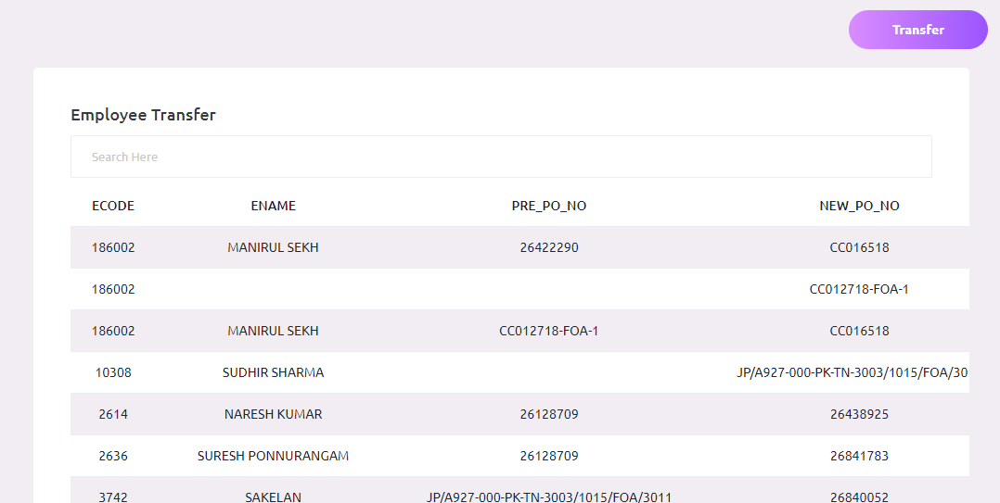 Transfer
Employee Transfer
Search Here
ECODE ENAME PRE_PO_NO NEW_PO_NO
186002 MANIRUL SEKH 26422290 CC016518
186002 CC012718-FOA-1
186002 MANIRUL SEKH CC012718-FOA-1 CC016518
10308 SUDHIR SHARMA JP/A927-000-PK-TN-3003/1015/FOA/30
2614 NARESH KUMAR 26128709 26438925
2636 SURESH PONNURANGAM 26128709 26841783
3742 SAKELAN JP/A927-000-PK-TN-3003/1015/FOA/3011 26840052